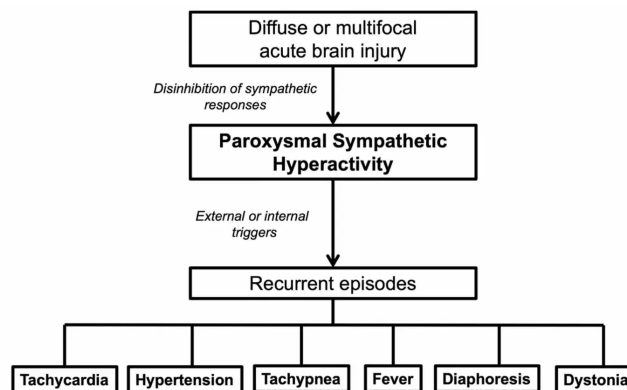 Diffuse or multifocal
acute brain injury
Disinhibition of sympathetic
responses
Paroxysmal Sympathetic
Hyperactivity
External or internal
triggers
Recurrent episodes
Tachycardia Hypertension Tachypnea Fever Diaphoresis Dystonia